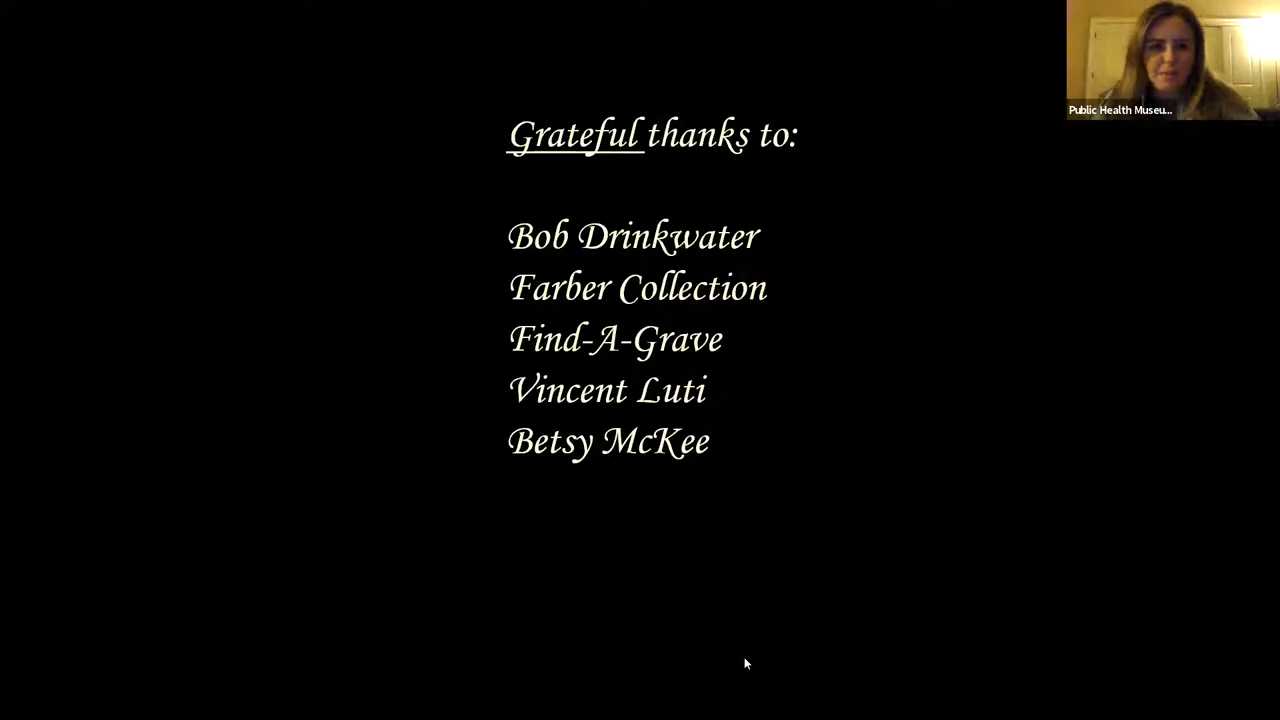 Grateful thanks to:
Bob Drinkwater
Farber Collection
Find-A-Grave
Vincent Luti
Betsy McKee
Public Health Museu...